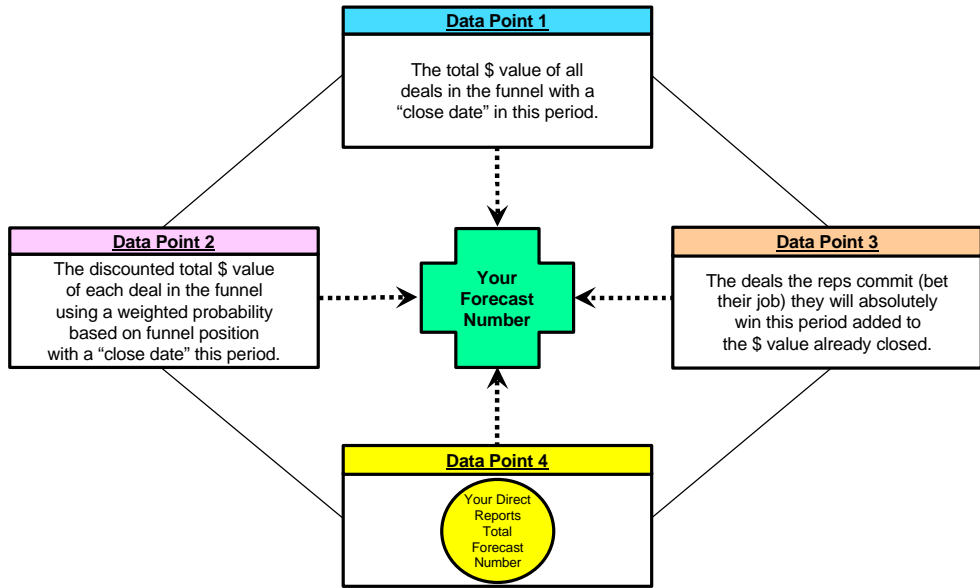 Data Point 1
The total $ value of all
deals in the funnel with a
“close date” in this period.
Data Point 2
The discounted total $ value
of each deal in the funnel
using a weighted probability
based on funnel position
with a “close date” this period.
Your
Forecast
Number
Data Point 3
The deals the reps commit (bet
their job) they will absolutely
win this period added to
the $ value already closed.
Data Point 4
Your Direct
Reports
Total
Forecast
Number